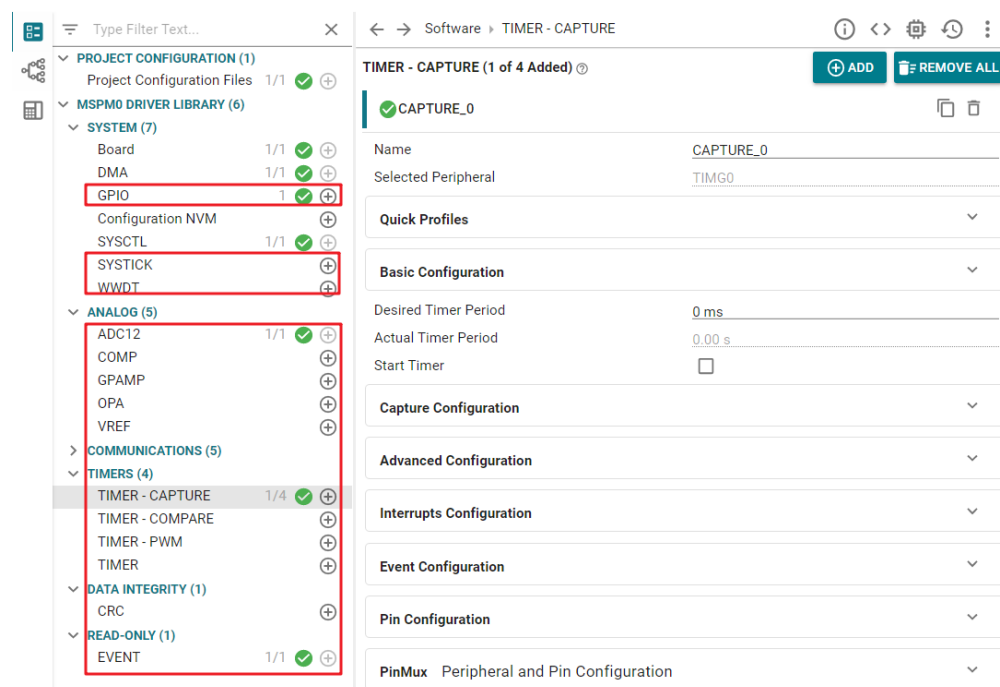 Type Filter Text...
PROJECT CONFIGURATION (1)
Project Configuration Files 1/1
MSPM0 DRIVER LIBRARY (6)
SYSTEM (7)
Board 1/1
DMA 1/1
GPIO 1
Configuration NVM
SYSCTL 1/1
SYSTICK
WWDT
ANALOG (5)
ADC12 1/1
COMP
GPAMP
OPA
VREF
COMMUNICATIONS (5)
TIMERS (4)
TIMER - CAPTURE 1/4
TIMER - COMPARE
TIMER - PWM
TIMER
DATA INTEGRITY (1)
CRC
READ-ONLY (1)
EVENT 1/1
Software TIMER - CAPTURE
TIMER - CAPTURE (1 of 4 Added)
ADD
REMOVE ALL
CAPTURE_0
Name CAPTURE_0
Selected Peripheral TIMG0
Quick Profiles
Basic Configuration
Desired Timer Period 0 ms
Actual Timer Period 0.00 s
Start Timer
Capture Configuration
Advanced Configuration
Interrupts Configuration
Event Configuration
Pin Configuration
PinMux Peripheral and Pin Configuration